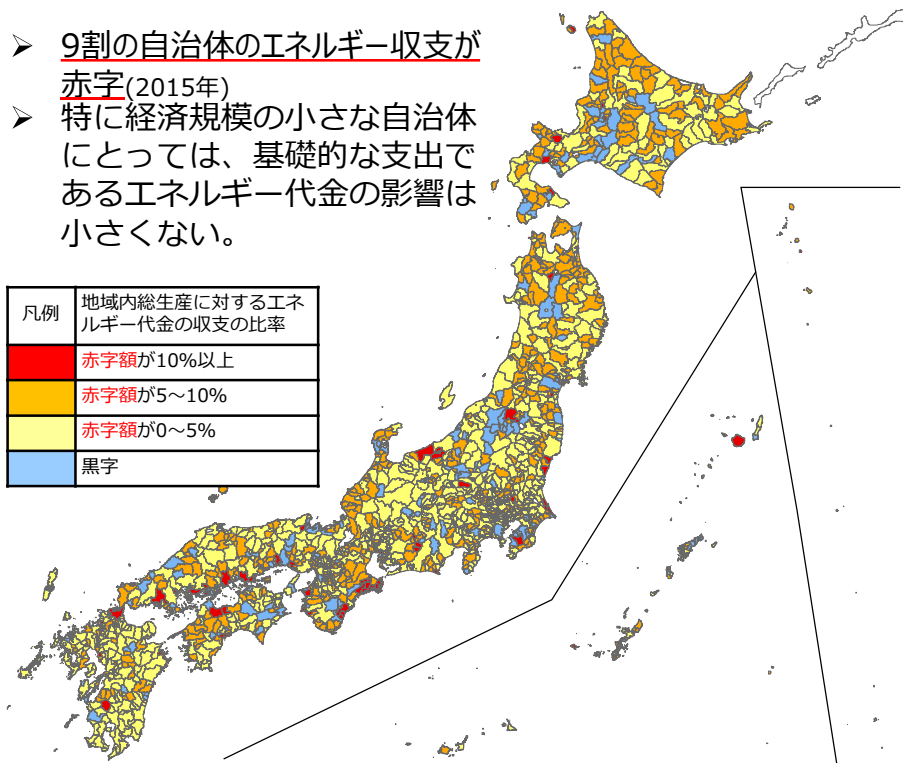 ➢ 9割の自治体のエネルギー収支が
赤字(2015年)
➢ 特に経済規模の小さな自治体
にとっては、基礎的な支出で
あるエネルギー代金の影響は
小さくない。
凡例
地域内総生産に対するエネ
ルギー代金の収支の比率
赤字額が10%以上
赤字額が5～10%
赤字額が0～5%
黒字